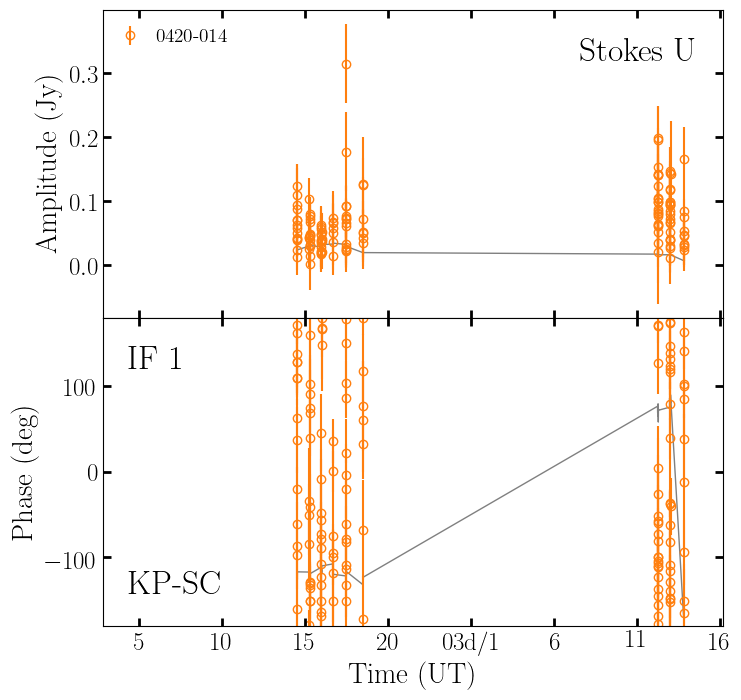 0420-014
Stokes U
Amplitude (Jy)
0.3
0.2
0.1
0.0
IF 1
Phase (deg)
100
0
−100
KP-SC
5 10 15 20 03d/1 6 11 16
Time (UT)